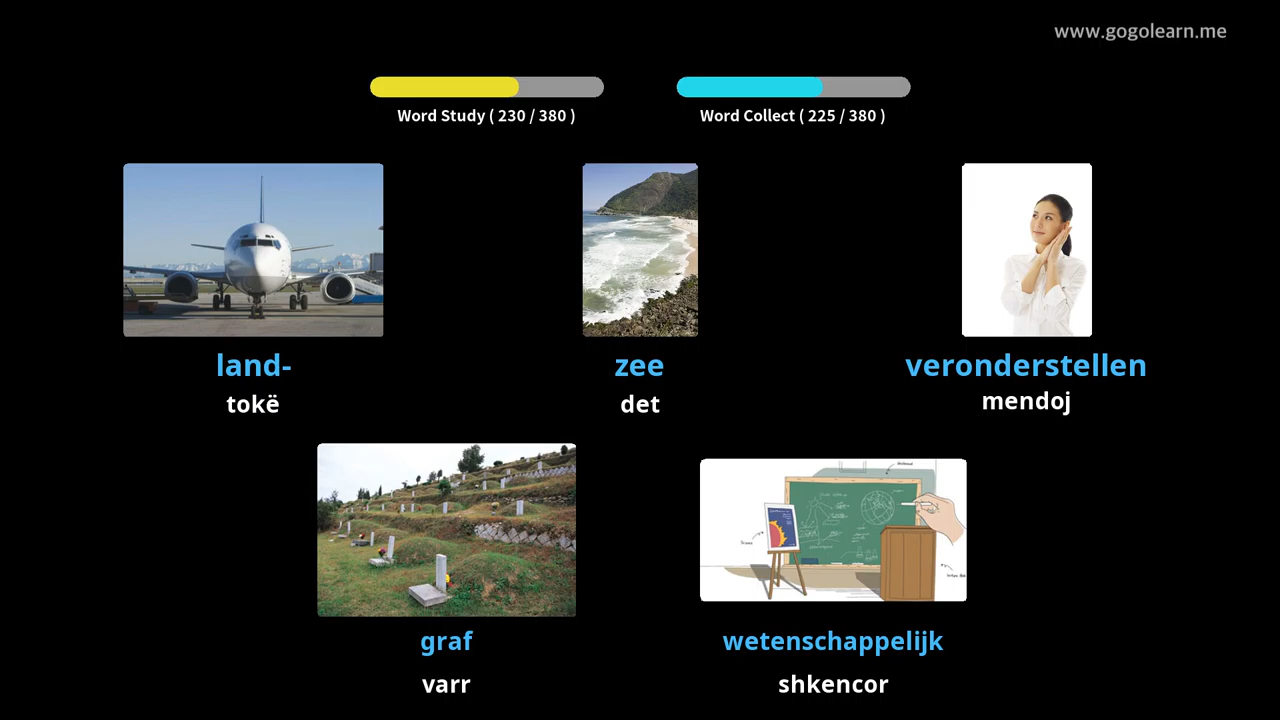 www.gogolearn.me
Word Study ( 230 / 380 )
Word Collect ( 225 / 380 )
land-
tokë
zee
det
veronderstellen
mendoj
graf
varr
wetenschappelijk
shkencor